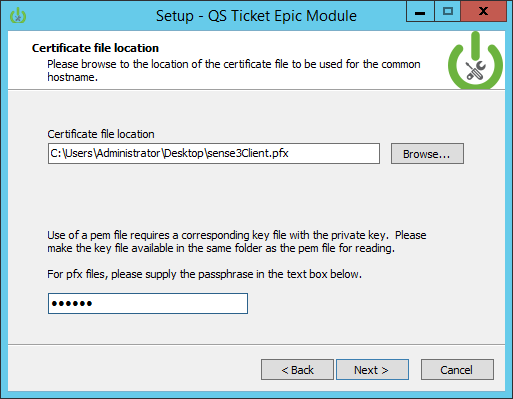 Setup - QS Ticket Epic Module
Certificate file location
Please browse to the location of the certificate file to be used for the common
hostname.
Certificate file location
C:\Users\Administrator\Desktop\sense3Client.pfx
Browse...
Use of a pem file requires a corresponding key file with the private key. Please
make the key file available in the same folder as the pem file for reading.
For pfx files, please supply the passphrase in the text box below.
••••••
< Back
Next >
Cancel